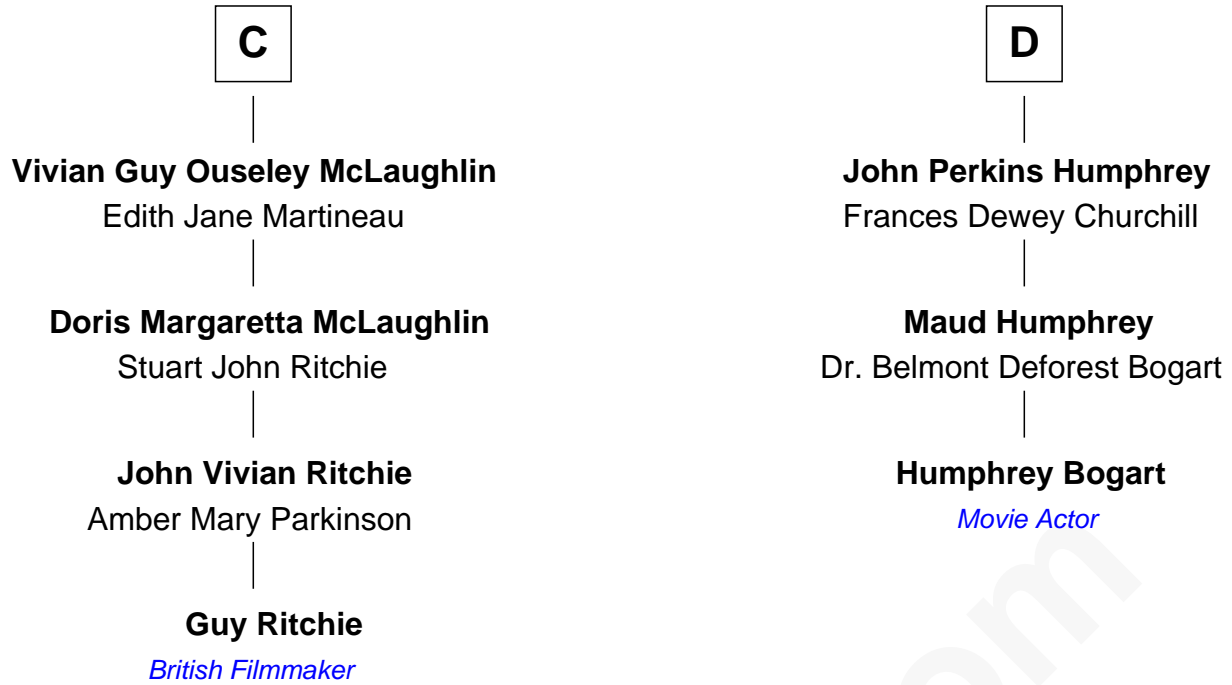 C
Vivian Guy Ouseley McLaughlin
Edith Jane Martineau
Doris Margaretta McLaughlin
Stuart John Ritchie
John Vivian Ritchie
Amber Mary Parkinson
Guy Ritchie
British Filmmaker
D
John Perkins Humphrey
Frances Dewey Churchill
Maud Humphrey
Dr. Belmont Deforest Bogart
Humphrey Bogart
Movie Actor
om